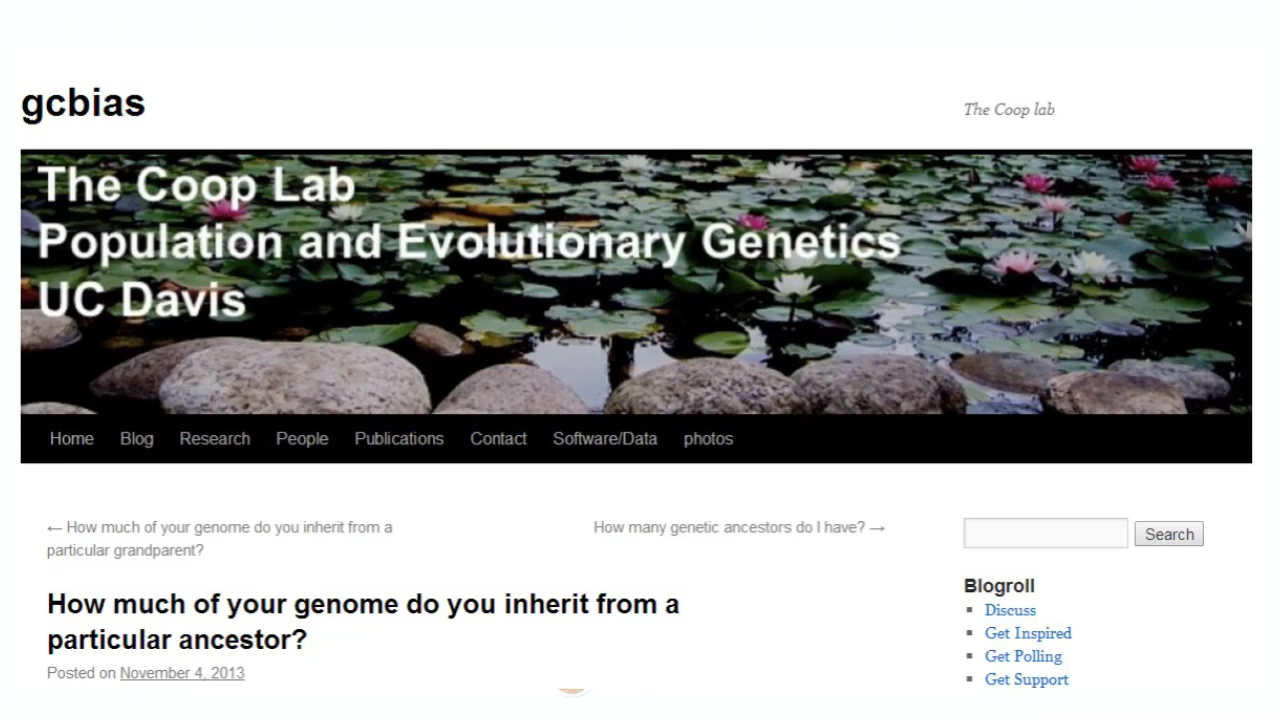 gcbias
The Coop lab
The Coop Lab
Population and Evolutionary Genetics
UC Davis
Home Blog Research People Publications Contact Software/Data photos
← How much of your genome do you inherit from a
particular grandparent?
How many genetic ancestors do I have? →
How much of your genome do you inherit from a
particular ancestor?
Posted on November 4, 2013
Search
Blogroll
Discuss
Get Inspired
Get Polling
Get Support